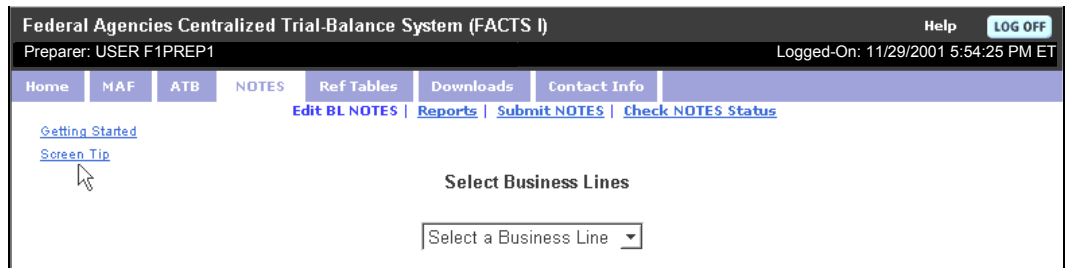 Federal Agencies Centralized Trial-Balance System (FACTS I) Help LOG OFF
Preparer: USER F1PREP1 Logged-On: 11/29/2001 5:54:25 PM ET
Home MAF ATB NOTES Ref Tables Downloads Contact Info
Edit BL NOTES | Reports | Submit NOTES | Check NOTES Status
Getting Started
Screen Tip
Select Business Lines
Select a Business Line